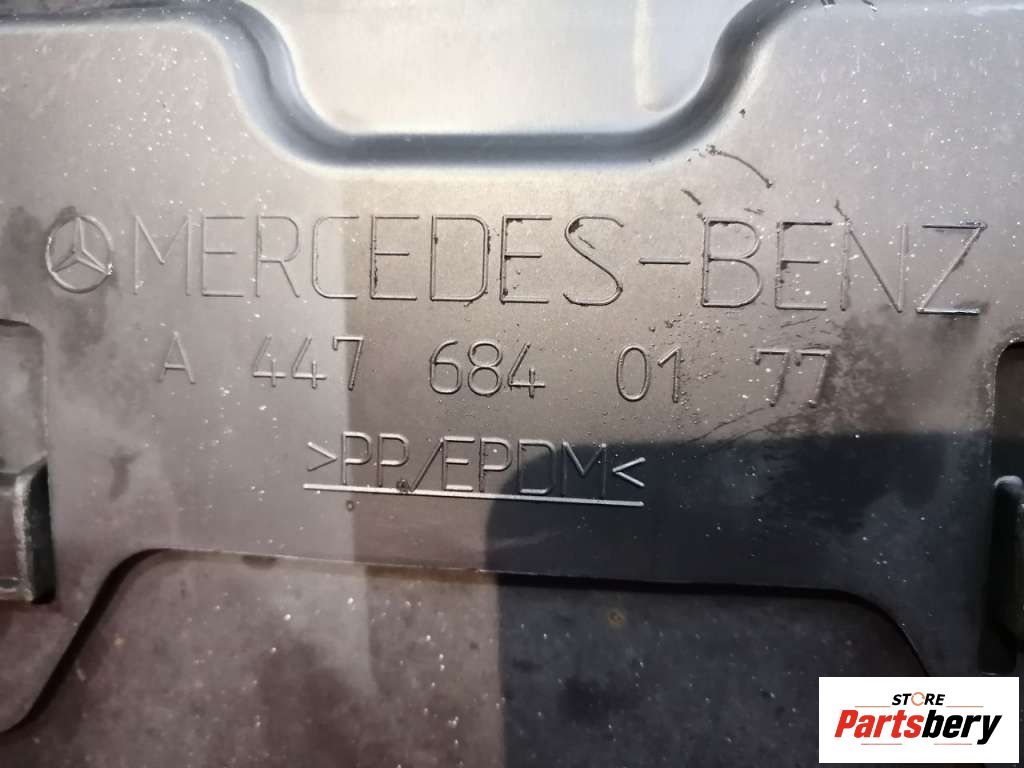 MERCEDES-BENZ
A 447 684 01 77
>PP/EPDM<
STORE
Partsbery